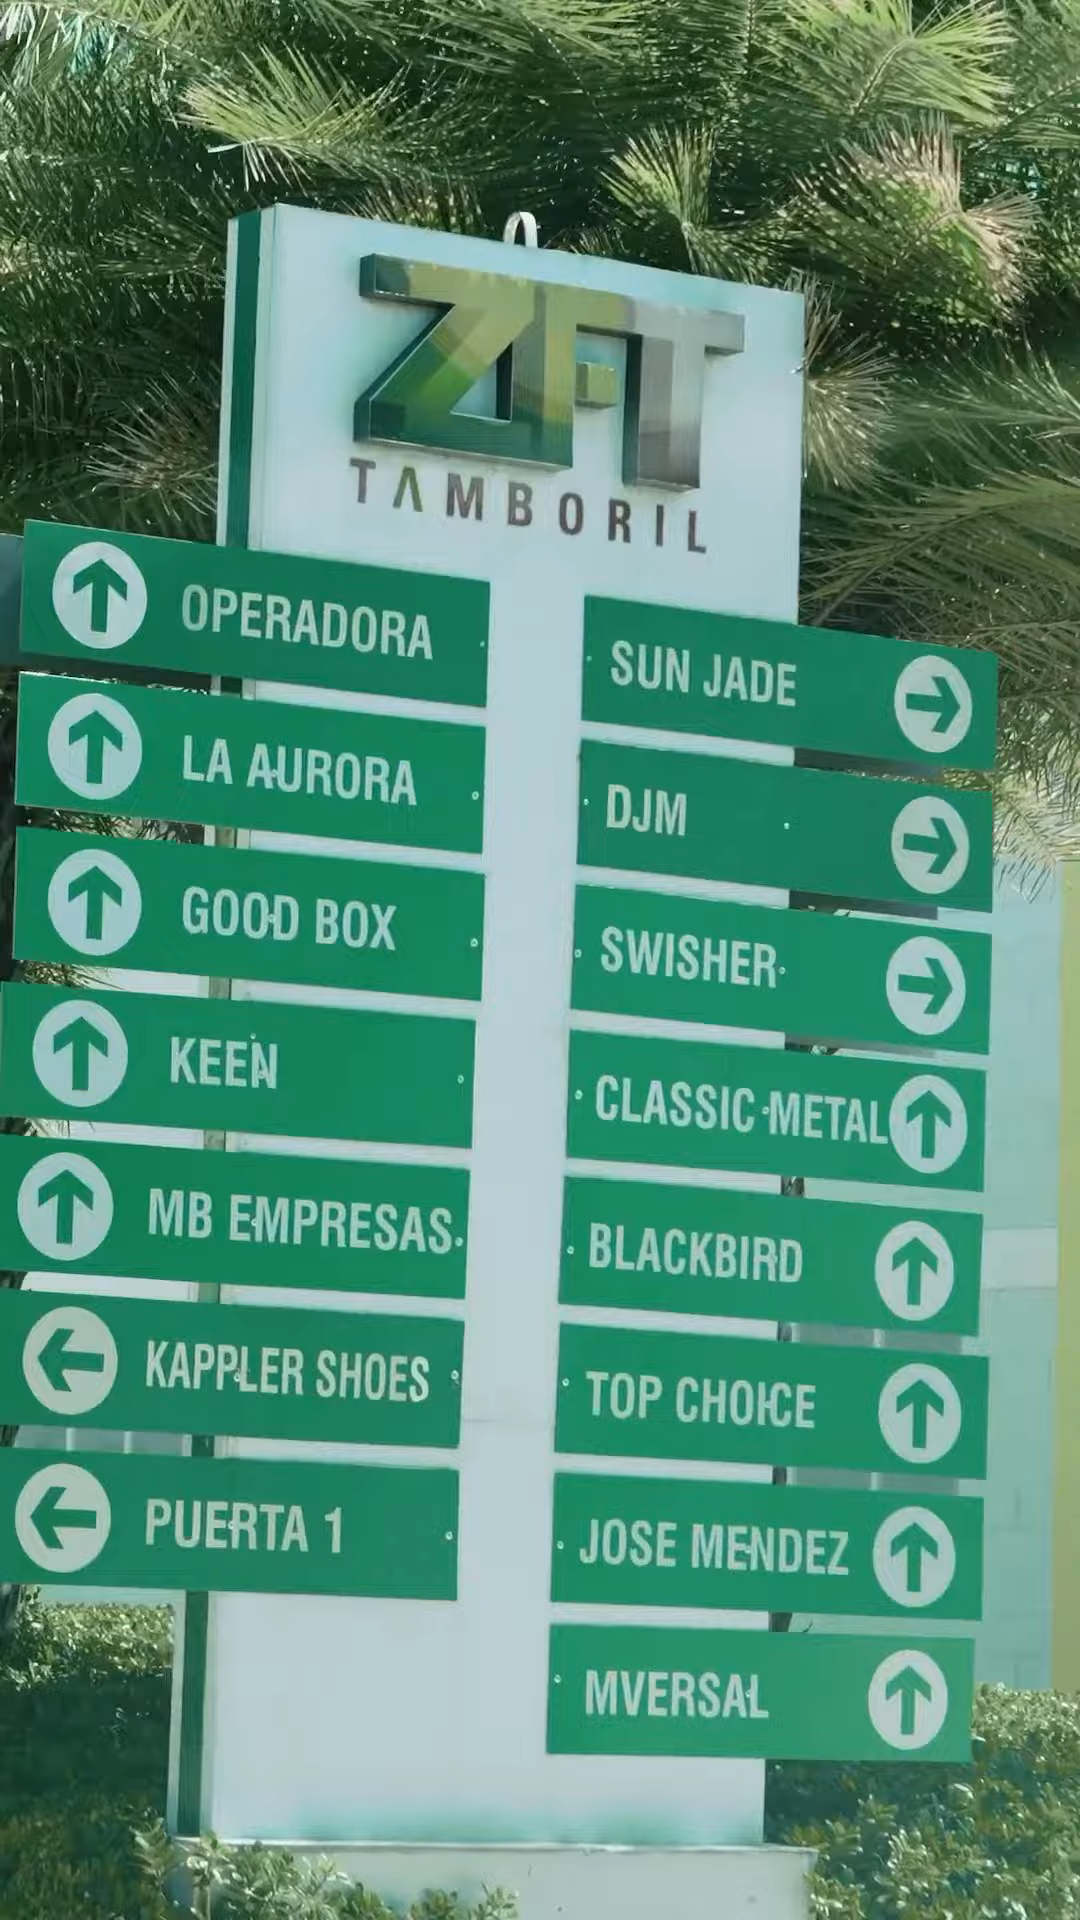 ZFT
TAMBORIL
OPERADORA
LA AURORA
GOOD BOX
KEEN
MB EMPRESAS
KAPPLER SHOES
PUERTA 1
SUN JADE
DJM
SWISHER
CLASSIC METAL
BLACKBIRD
TOP CHOICE
JOSE MENDEZ
MVERSAL